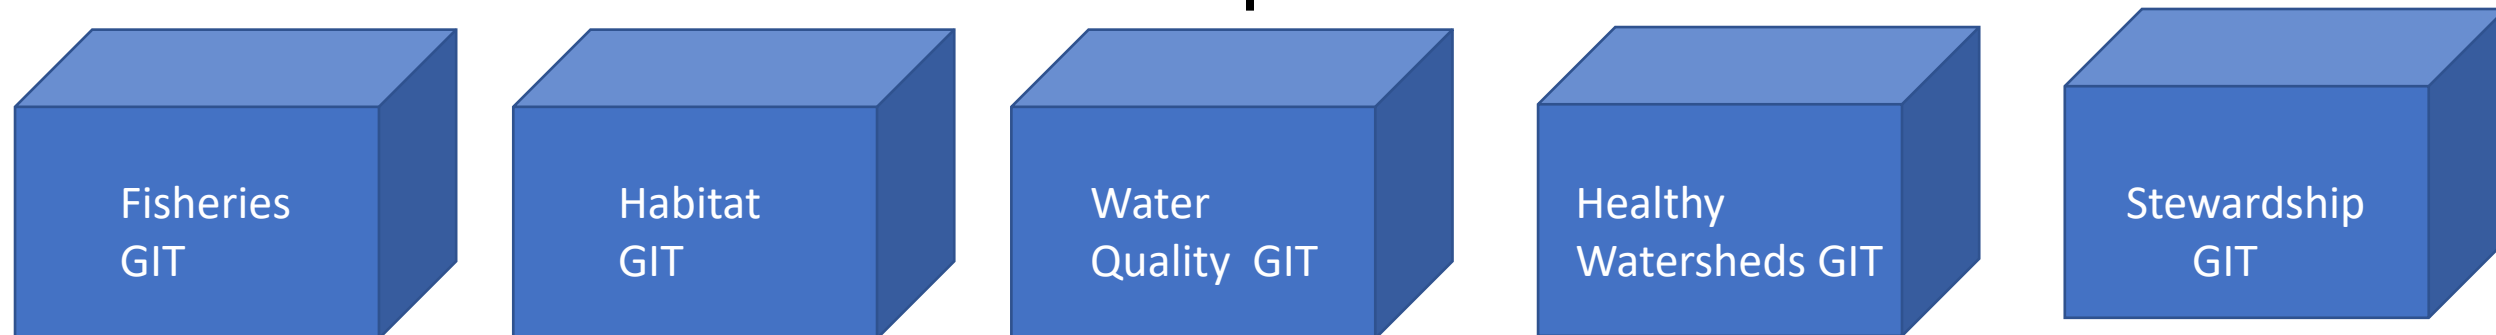 Fisheries
GIT
Habitat
GIT
Water
Quality GIT
Healthy
Watersheds GIT
Stewardship
GIT